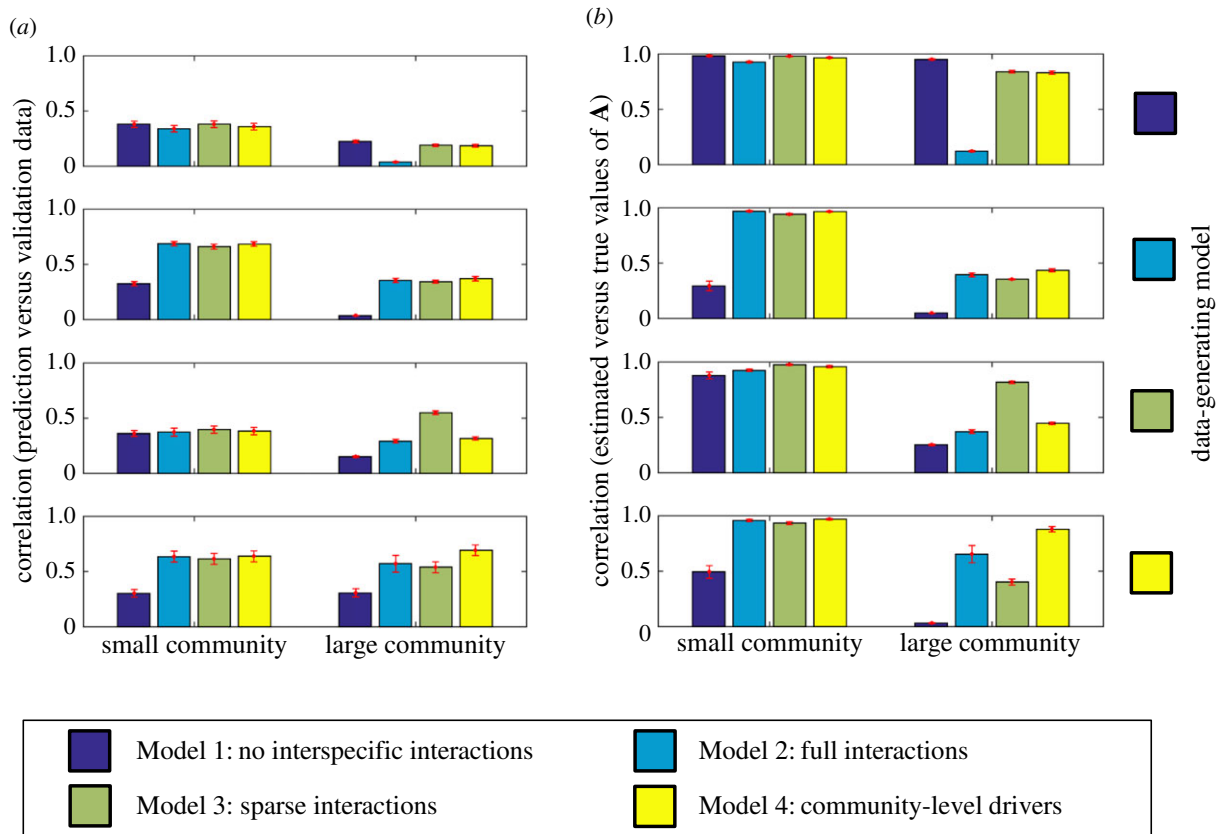 (a)
(b)
correlation (prediction versus validation data)
1.0
0.5
0
1.0
0.5
0
1.0
0.5
0
1.0
0.5
0
small community
large community
correlation (estimated versus true values of A)
1.0
0.5
0
1.0
0.5
0
1.0
0.5
0
1.0
0.5
0
small community
large community
data-generating model
Model 1: no interspecific interactions
Model 2: full interactions
Model 3: sparse interactions
Model 4: community-level drivers